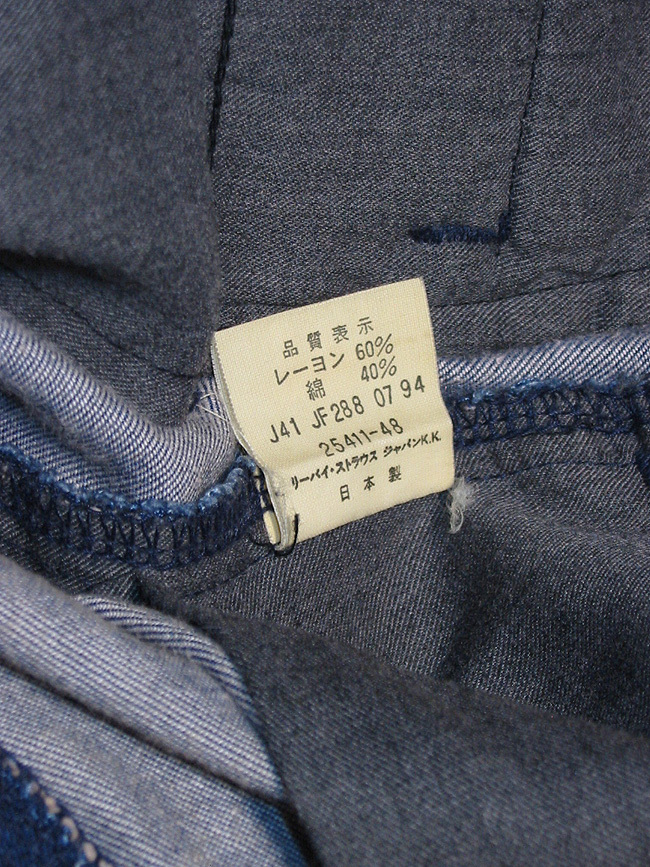 品質表示
レーヨン 60%
綿 40%
J41 JF288 07 94
25411-48
リーバイ・ストラウス ジャパンK.K.
日本製